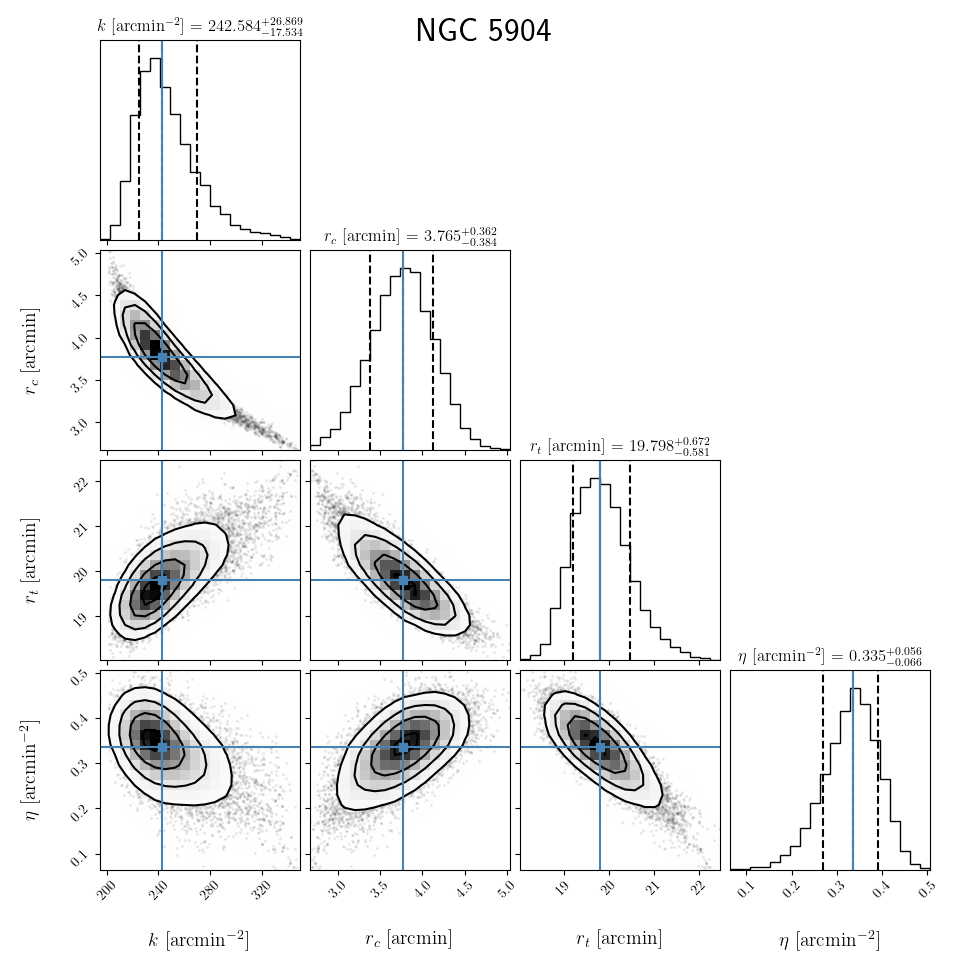 NGC 5904
k [arcmin⁻²] = 242.584⁺²⁶·⁸⁶⁹₋₁₇.₅₃₄
r_c [arcmin] = 3.765^{+0.362}_{-0.384}
5.0
4.5
4.0
3.5
3.0
r_c [arcmin]
r_t [arcmin] = 19.798^{+0.672}_{-0.581}
22
21
20
19
r_t [arcmin]
η [arcmin^{-2}] = 0.335^{+0.056}_{-0.066}
0.5
0.4
0.3
0.2
0.1
η [arcmin^{-2}]
200 240 280 320
3.0 3.5 4.0 4.5 5.0
19 20 21 22
0.1 0.2 0.3 0.4 0.5
k [arcmin^{-2}]
r_c [arcmin]
r_t [arcmin]
η [arcmin^{-2}]